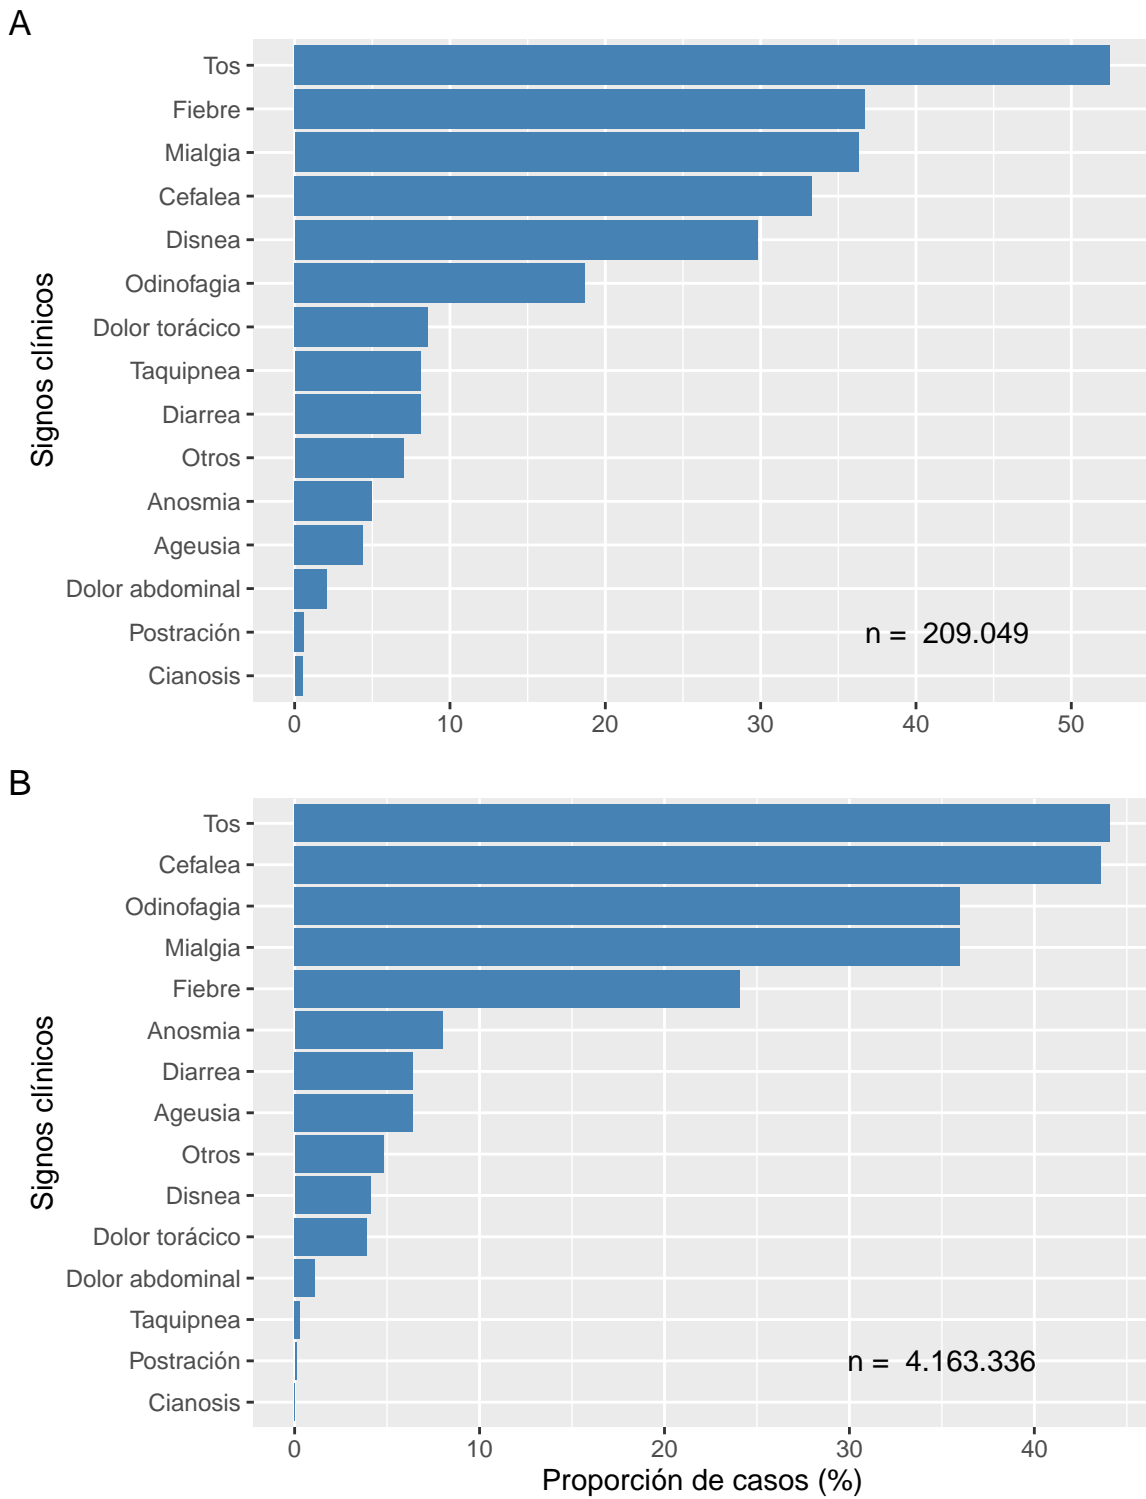 A
Tos
Fiebre
Mialgia
Cefalea
Disnea
Odinofagia
Dolor torácico
Taquipnea
Diarrea
Otros
Anosmia
Ageusia
Dolor abdominal
Postración
Cianosis
Signos clínicos
n = 209.049
0 10 20 30 40 50
B
Tos
Cefalea
Odinofagia
Mialgia
Fiebre
Anosmia
Diarrea
Ageusia
Otros
Disnea
Dolor torácico
Dolor abdominal
Taquipnea
Postración
Cianosis
Signos clínicos
n = 4.163.336
0 10 20 30 40
Proporción de casos (%)